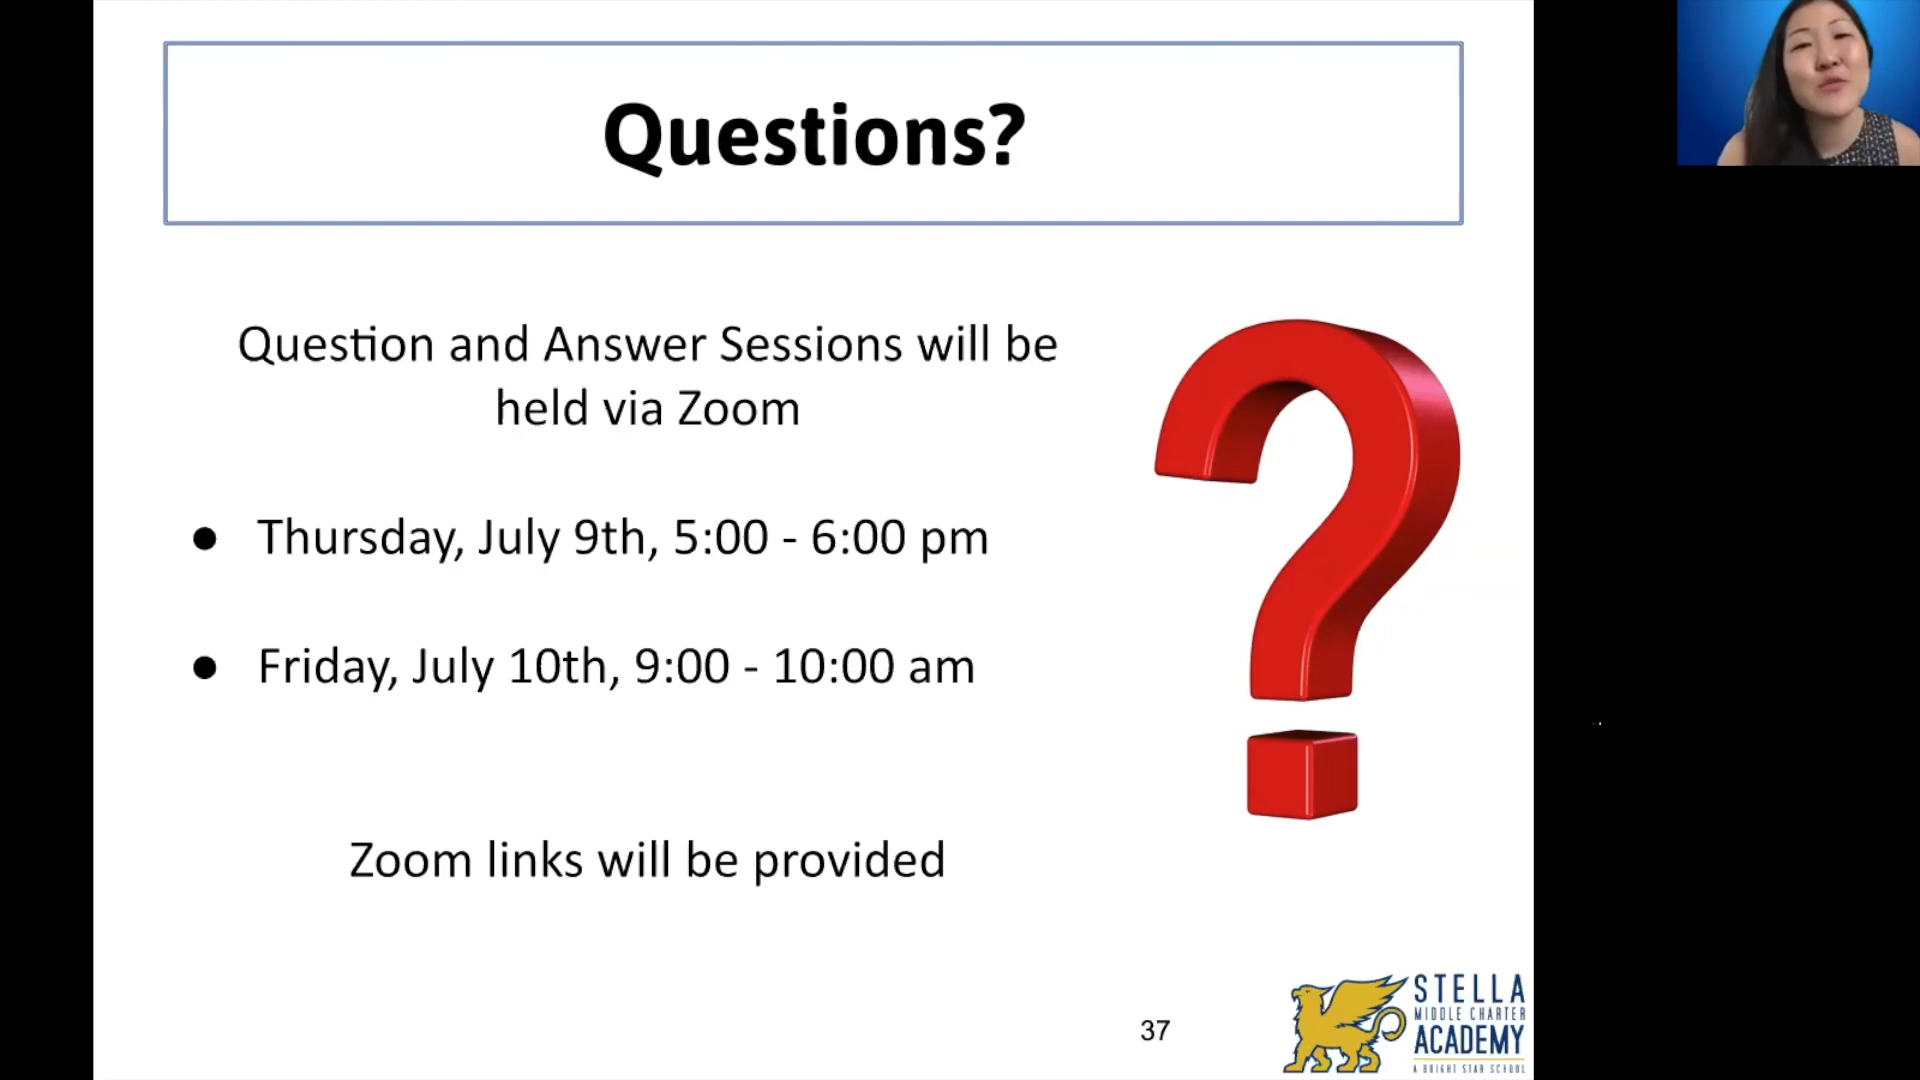 Questions?
Question and Answer Sessions will be
held via Zoom
● Thursday, July 9th, 5:00 - 6:00 pm
● Friday, July 10th, 9:00 - 10:00 am
Zoom links will be provided
37
STELLA
MIDDLE CHARTER
ACADEMY
A BRIGHT STAR SCHOOL